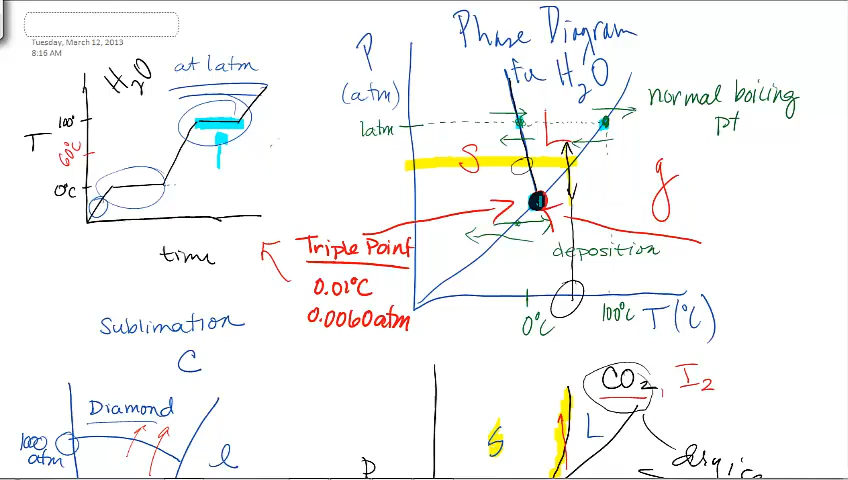 Tuesday, March 12, 2013
8:16 AM
H2O
at 1atm
T
100°
60°C
0°C
time
Phase Diagram
for H2O
P
(atm)
1atm
normal boiling
pt
S
L
g
deposition
0°C
100°C
T(°C)
Triple Point
0.01°C
0.0060atm
Sublimation
C
Diamond
1000
atm
l
P
CO2, I2
S
L